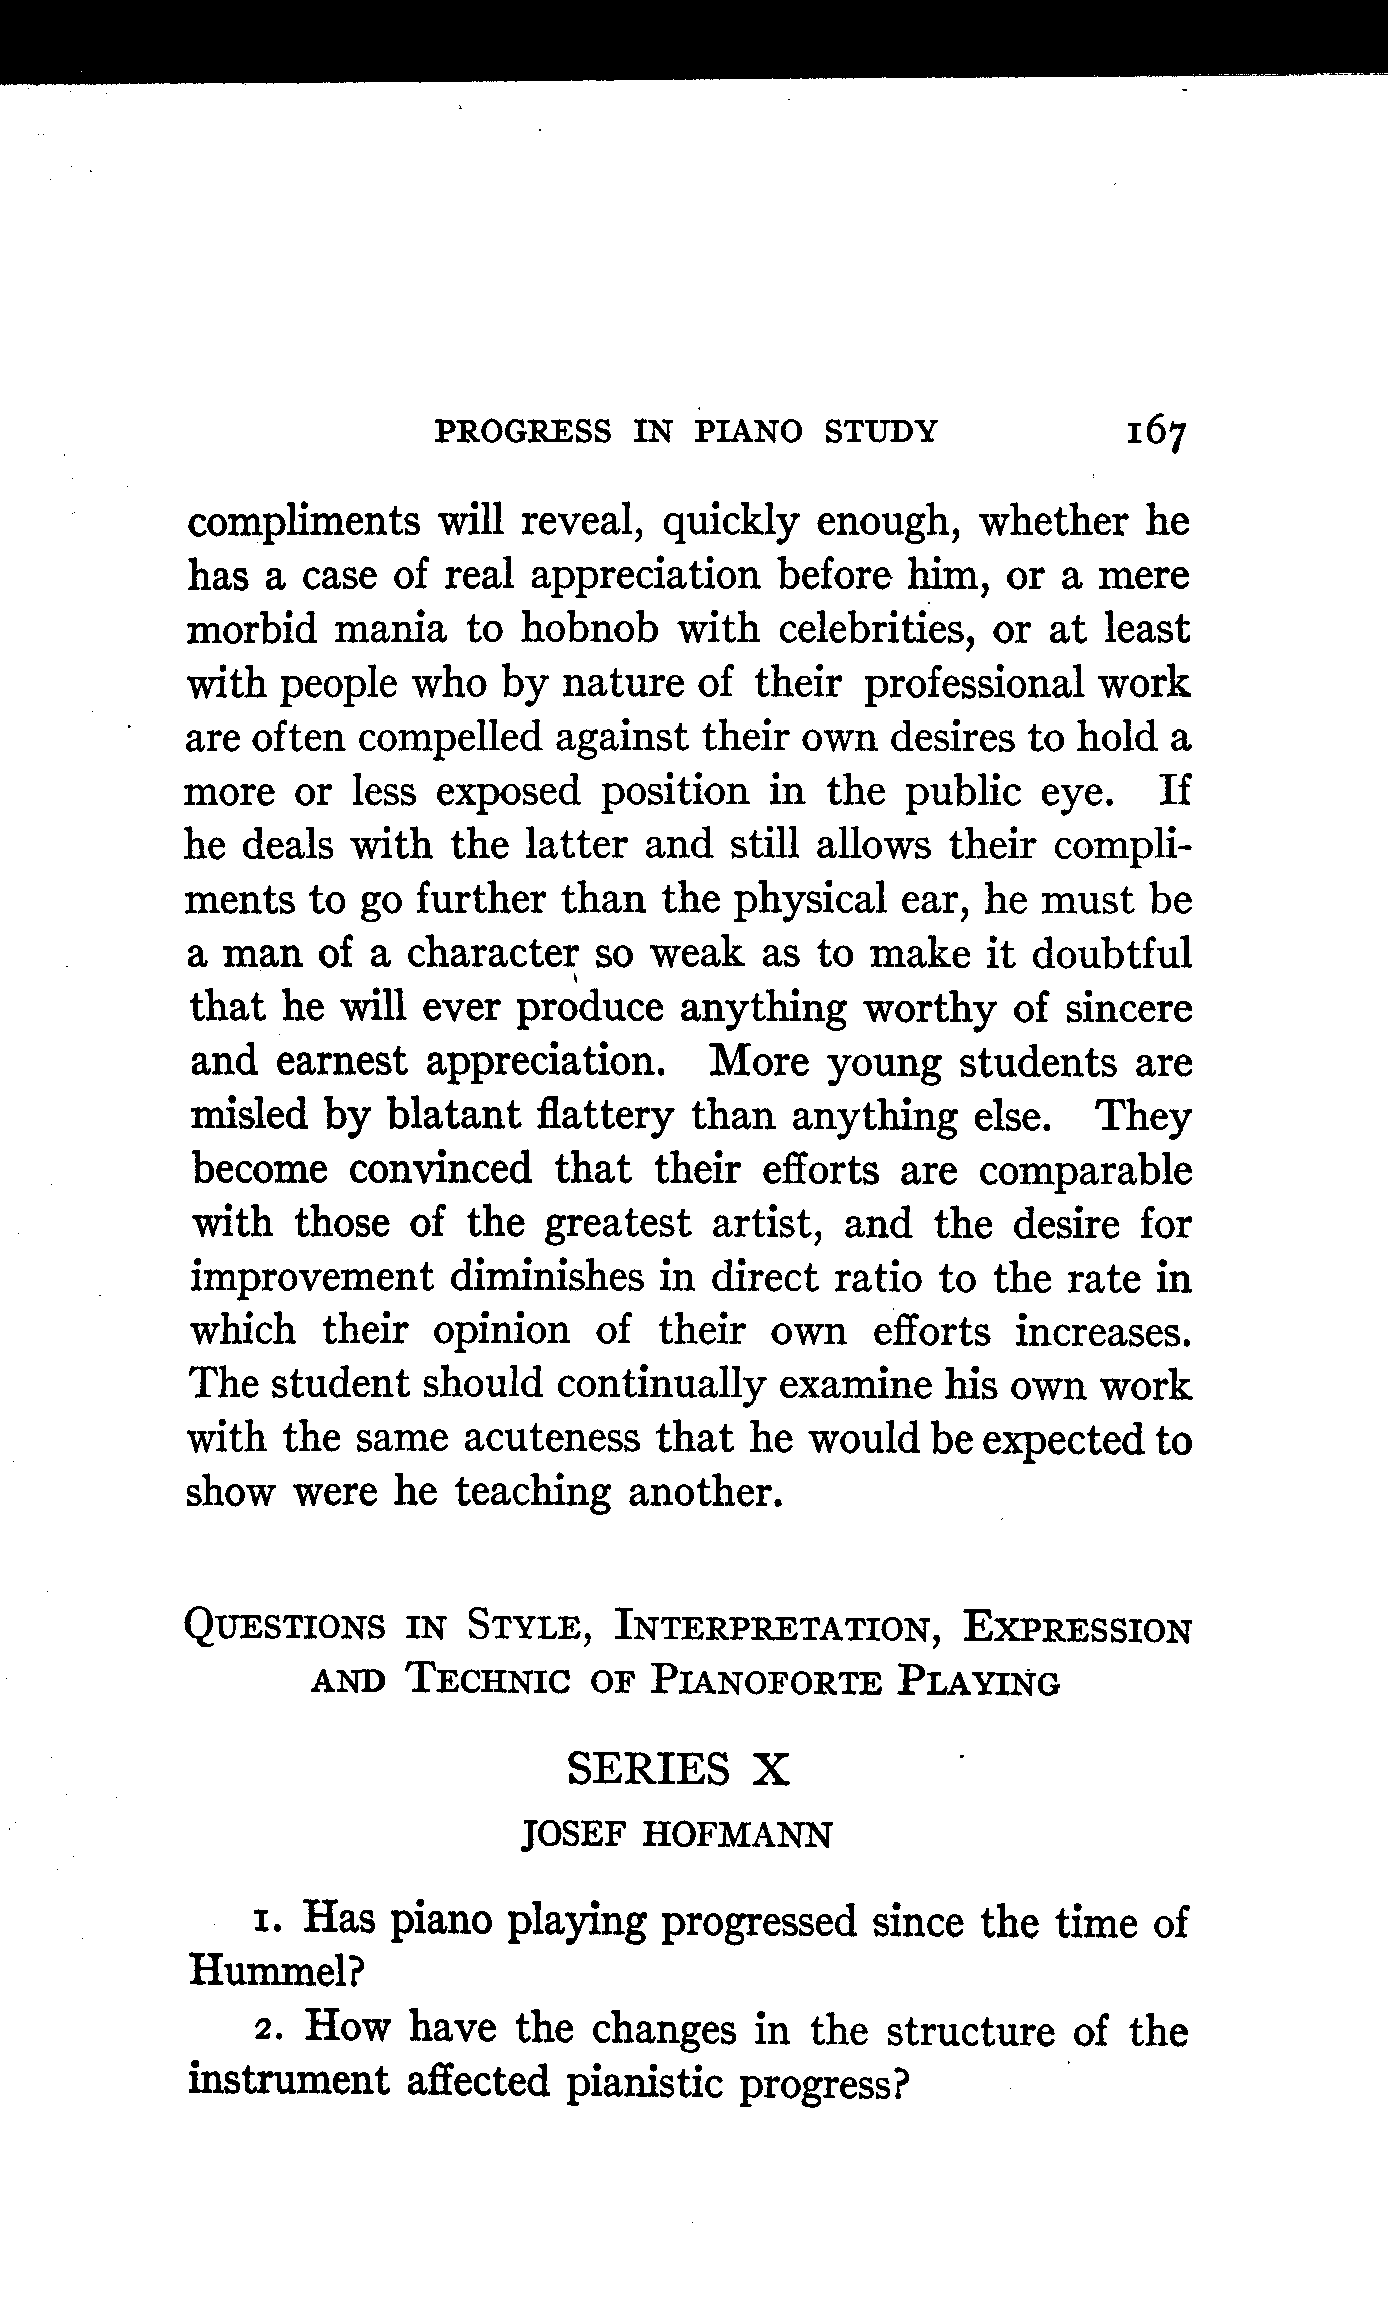 PROGRESS IN PIANO STUDY 167
compliments will reveal, quickly enough, whether he
has a case of real appreciation before him, or a mere
morbid mania to hobnob with celebrities, or at least
with people who by nature of their professional work
are often compelled against their own desires to hold a
more or less exposed position in the public eye. If
he deals with the latter and still allows their compli-
ments to go further than the physical ear, he must be
a man of a character so weak as to make it doubtful
that he will ever produce anything worthy of sincere
and earnest appreciation. More young students are
misled by blatant flattery than anything else. They
become convinced that their efforts are comparable
with those of the greatest artist, and the desire for
improvement diminishes in direct ratio to the rate in
which their opinion of their own efforts increases.
The student should continually examine his own work
with the same acuteness that he would be expected to
show were he teaching another.
QUESTIONS IN STYLE, INTERPRETATION, EXPRESSION
AND TECHNIC OF PIANOFORTE PLAYING
SERIES X
JOSEF HOFMANN
1. Has piano playing progressed since the time of
Hummel?
2. How have the changes in the structure of the
instrument affected pianistic progress?